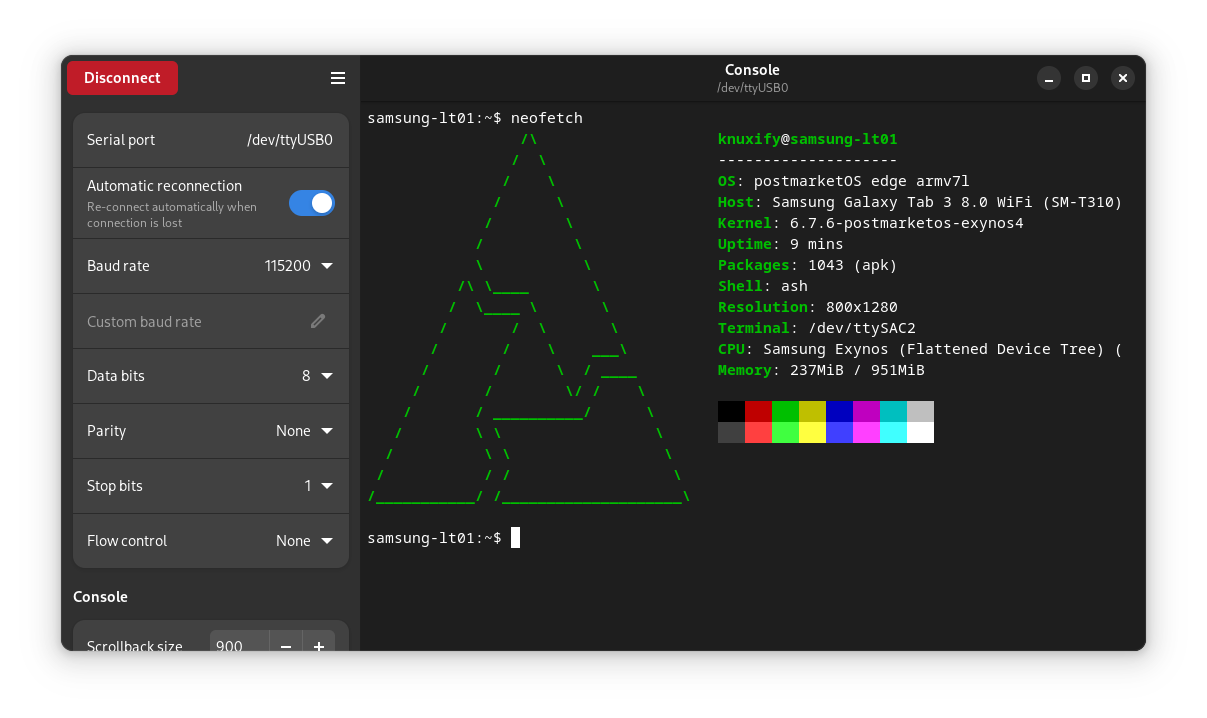 Disconnect
Serial port /dev/ttyUSB0
Automatic reconnection
Re-connect automatically when
connection is lost
Baud rate 115200
Custom baud rate
Data bits 8
Parity None
Stop bits 1
Flow control None
Console
Scrollback size 900
Console
/dev/ttyUSB0
samsung-lt01:~$ neofetch
knuxify@samsung-lt01
--------------------
OS: postmarketOS edge armv7l
Host: Samsung Galaxy Tab 3 8.0 WiFi (SM-T310)
Kernel: 6.7.6-postmarketos-exynos4
Uptime: 9 mins
Packages: 1043 (apk)
Shell: ash
Resolution: 800x1280
Terminal: /dev/ttySAC2
CPU: Samsung Exynos (Flattened Device Tree) (
Memory: 237MiB / 951MiB
samsung-lt01:~$